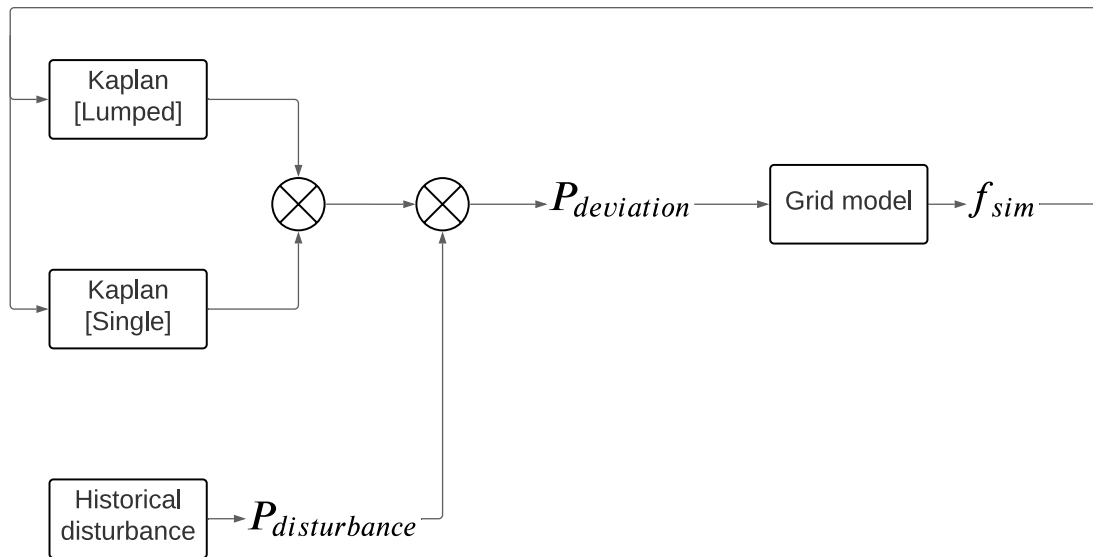 Kaplan
[Lumped]
P_deviation
Grid model
f_sim
Kaplan
[Single]
Historical
disturbance
P_disturbance